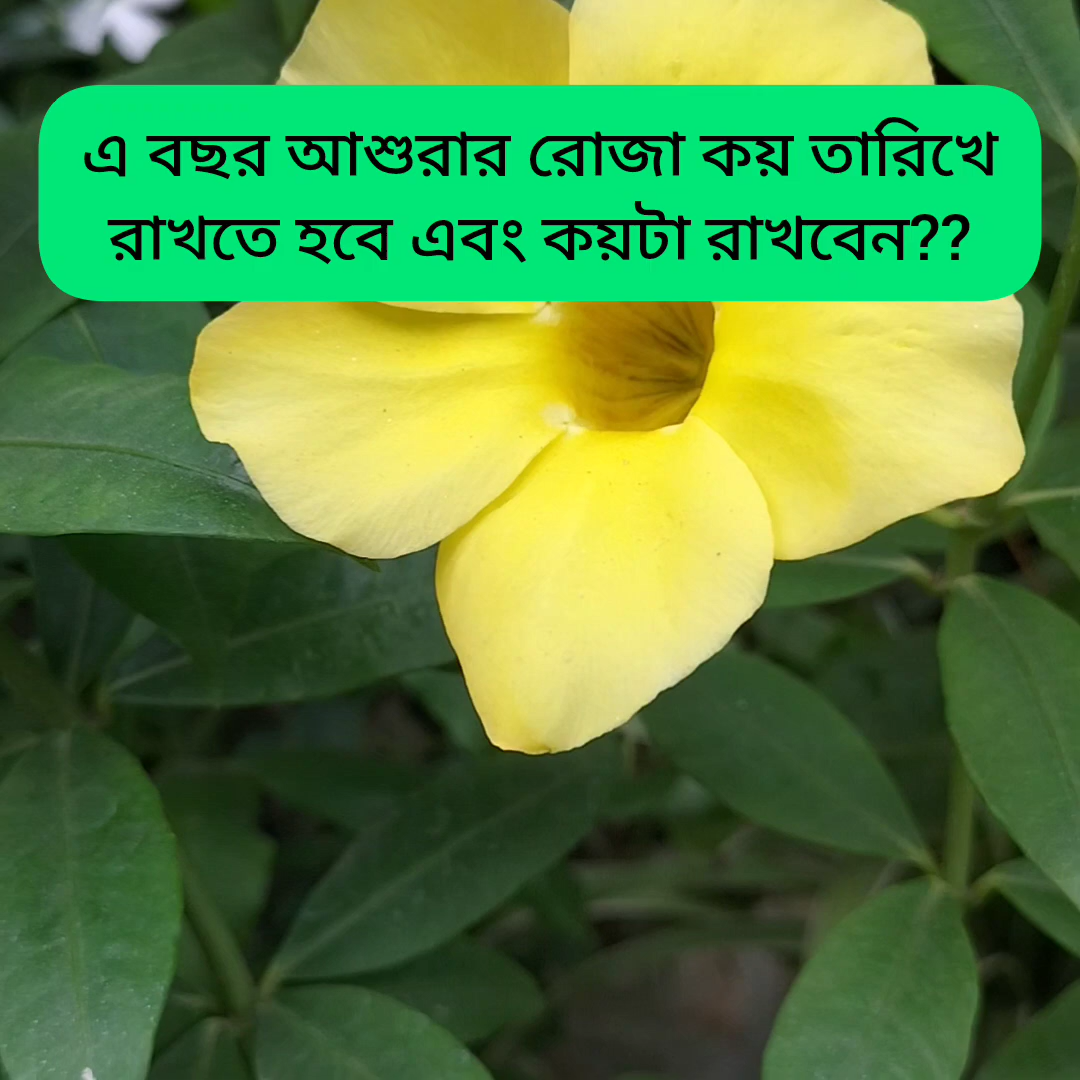 এ বছর আশুরার রোজা কয় তারিখে
রাখতে হবে এবং কয়টা রাখবেন??